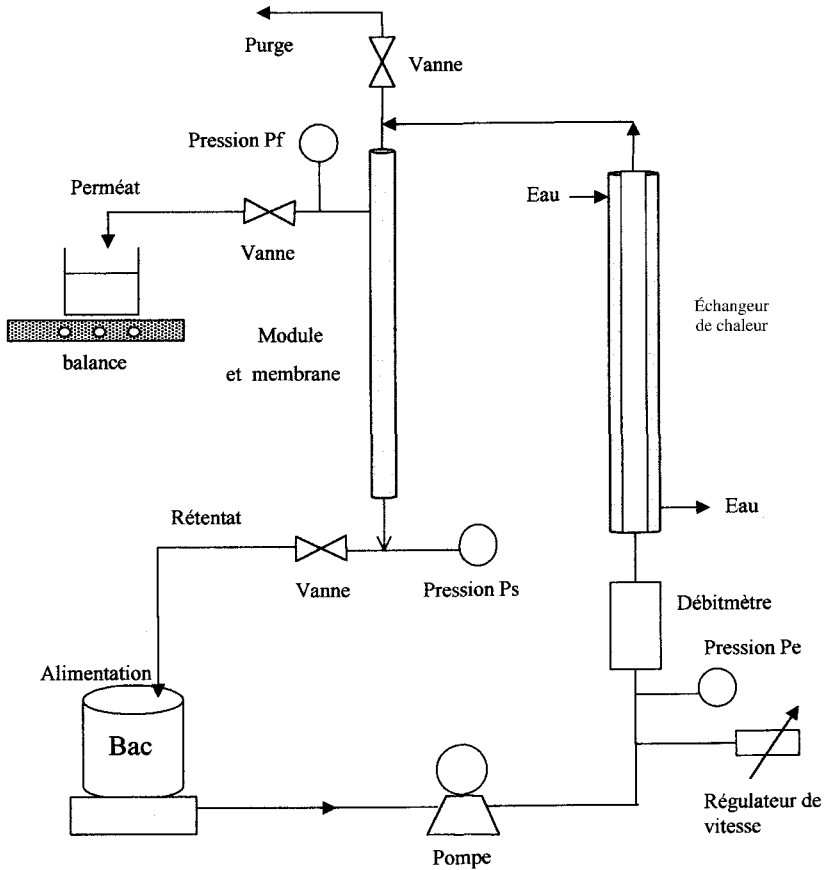 Purge
Vanne
Pression Pf
Perméat
Eau
Vanne
Échangeur
de chaleur
Module
balance
et membrane
Rétentat
Eau
Vanne
Pression Ps
Débitmètre
Pression Pe
Alimentation
Bac
Régulateur de
vitesse
Pompe